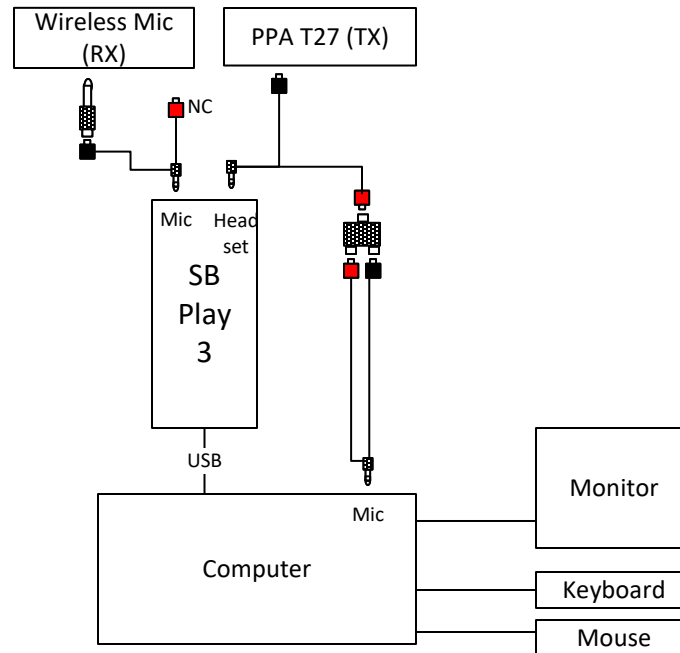 Wireless Mic
(RX)
PPA T27 (TX)
NC
Mic
Head
set
SB
Play
3
USB
Mic
Computer
Monitor
Keyboard
Mouse